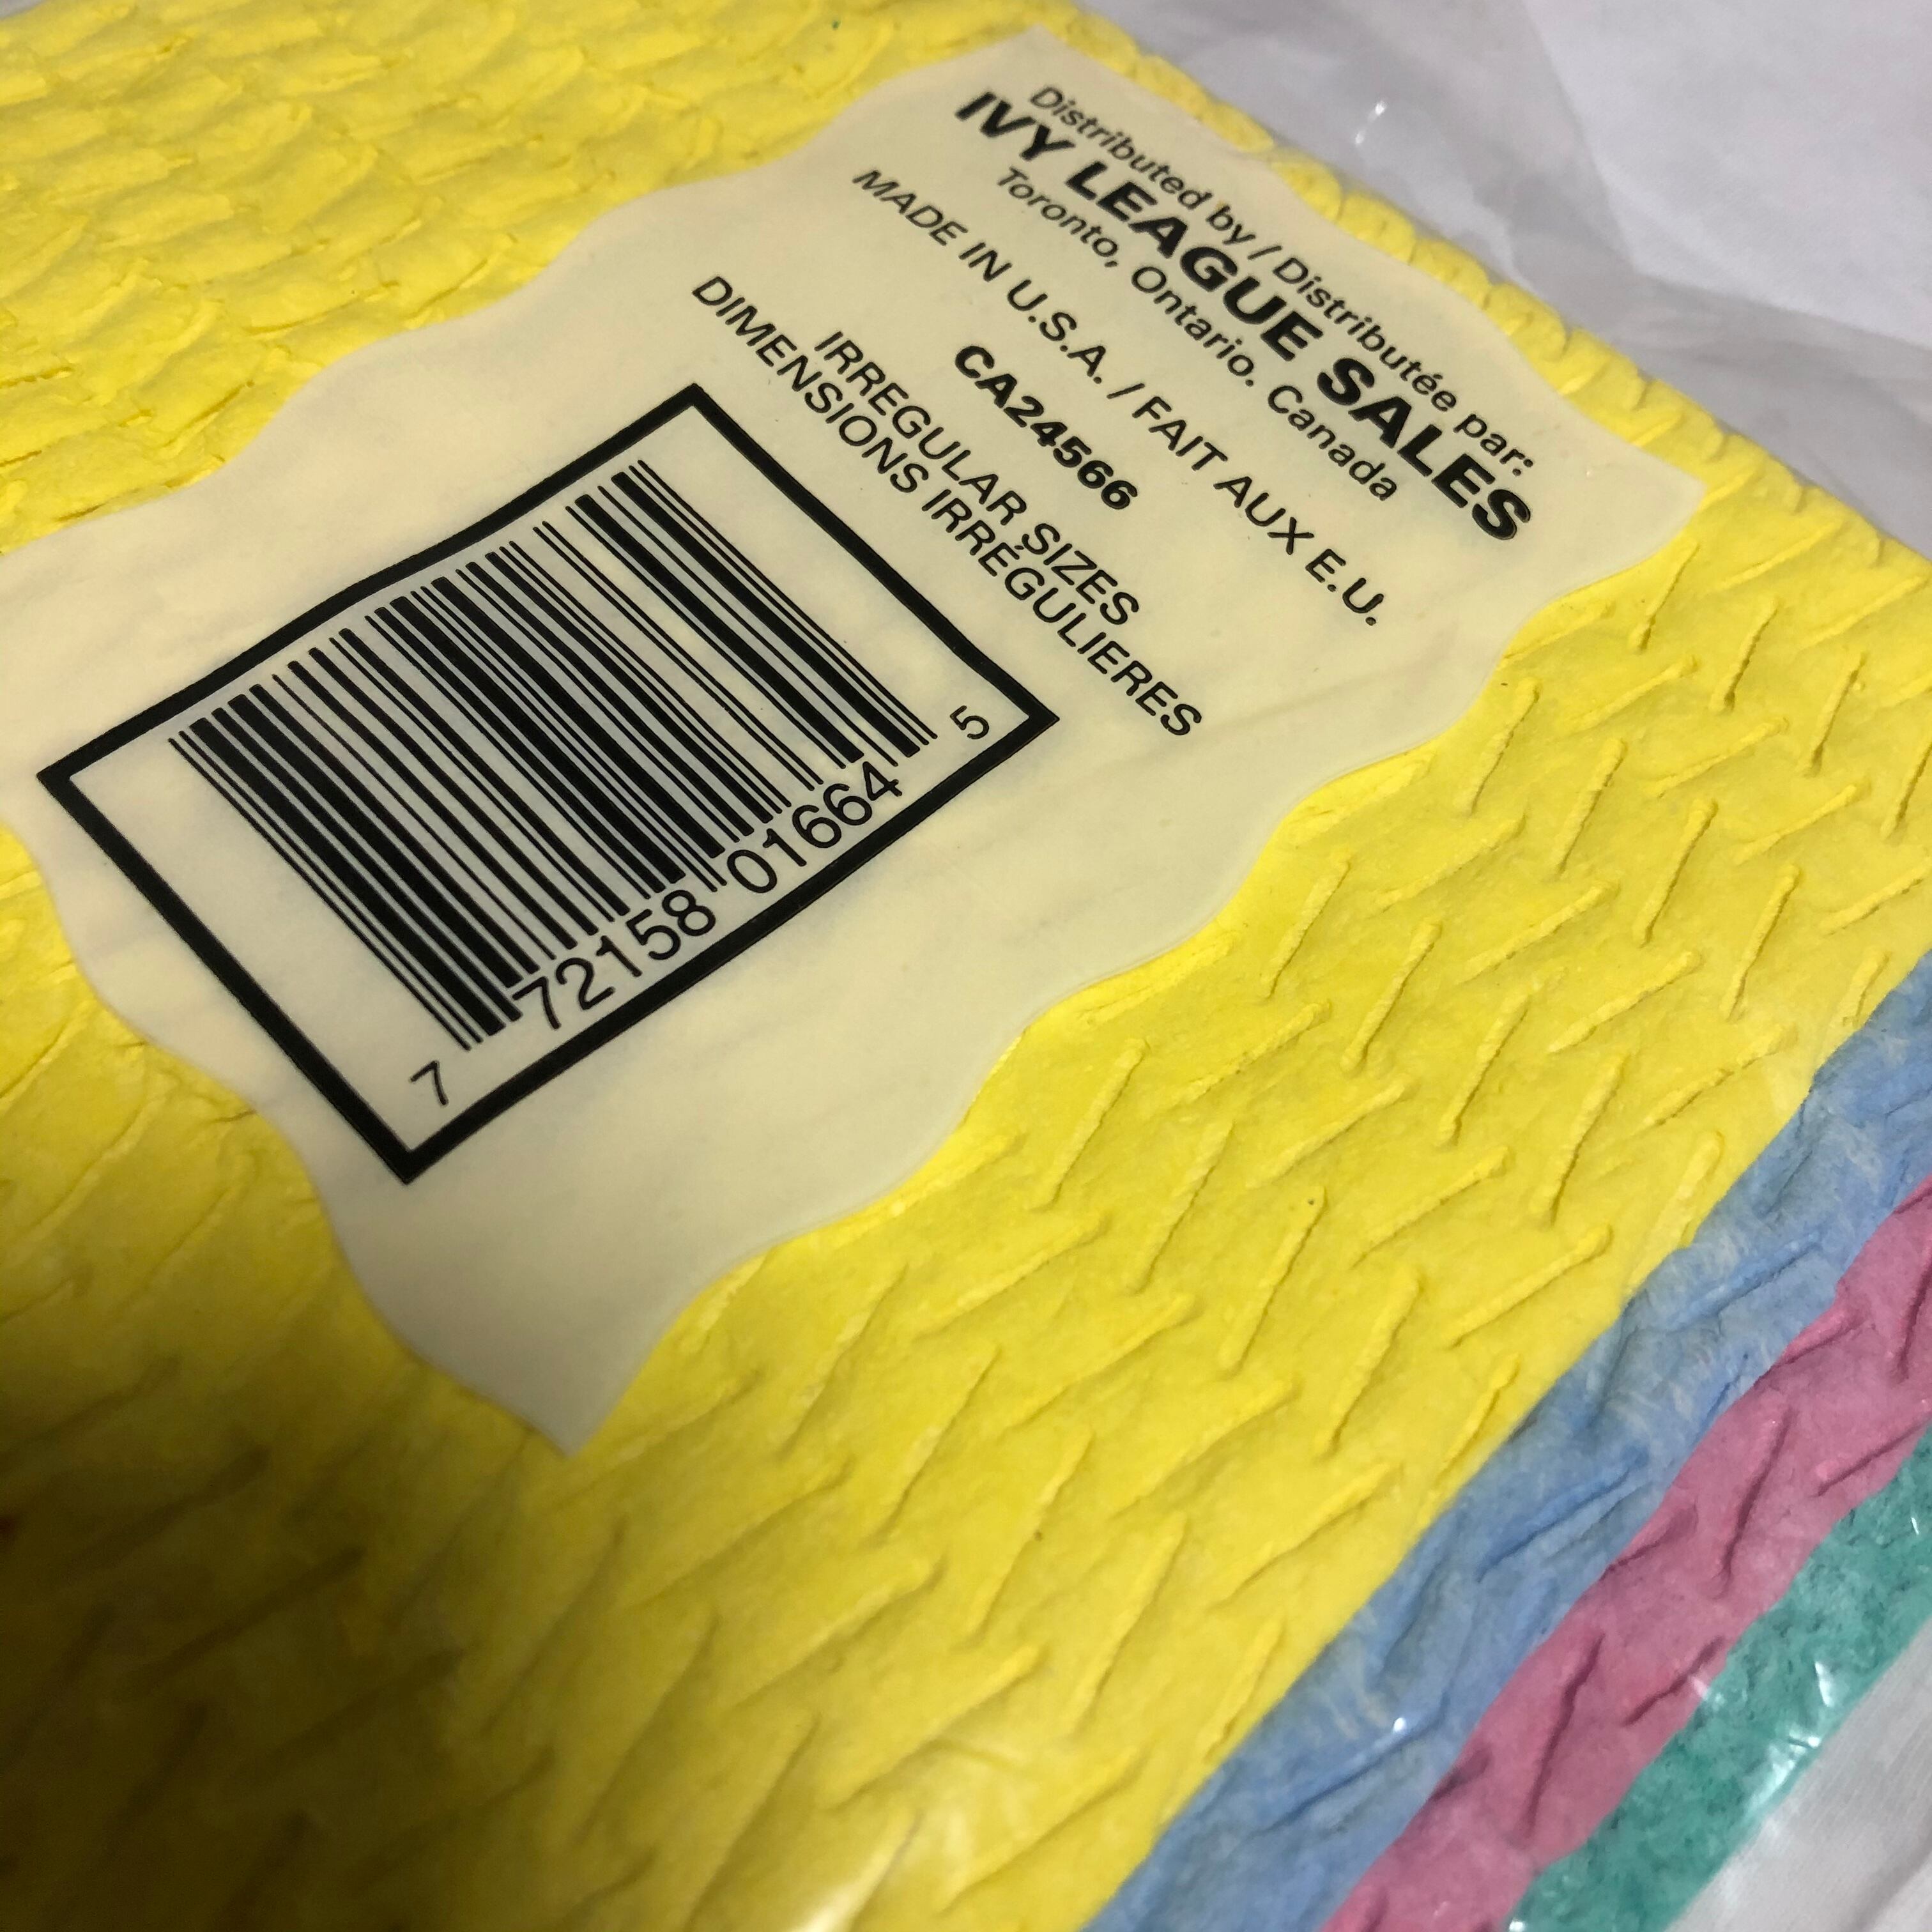 Distributed by / Distributée par:
IVY LEAGUE SALES
Toronto, Ontario. Canada
MADE IN U.S.A. / FAIT AUX E.U.
CA24566
IRREGULAR SIZES
DIMENSIONS IRRÉGULIERES
7 72158 01664 5